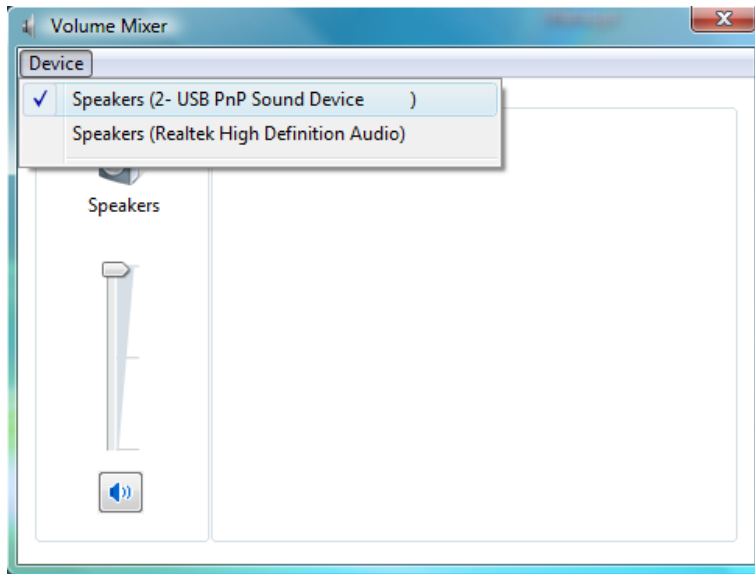 Volume Mixer
Device
Speakers (2- USB PnP Sound Device      )
Speakers (Realtek High Definition Audio)
Speakers